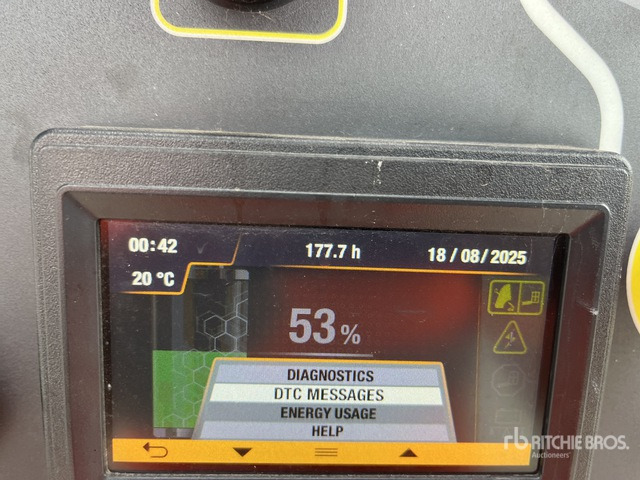 00:42 177.7 h 18 / 08/ 2025
20 °C
53%
DIAGNOSTICS
DTC MESSAGES
ENERGY USAGE
HELP
rb RITCHIE BROS.
Auctioneers